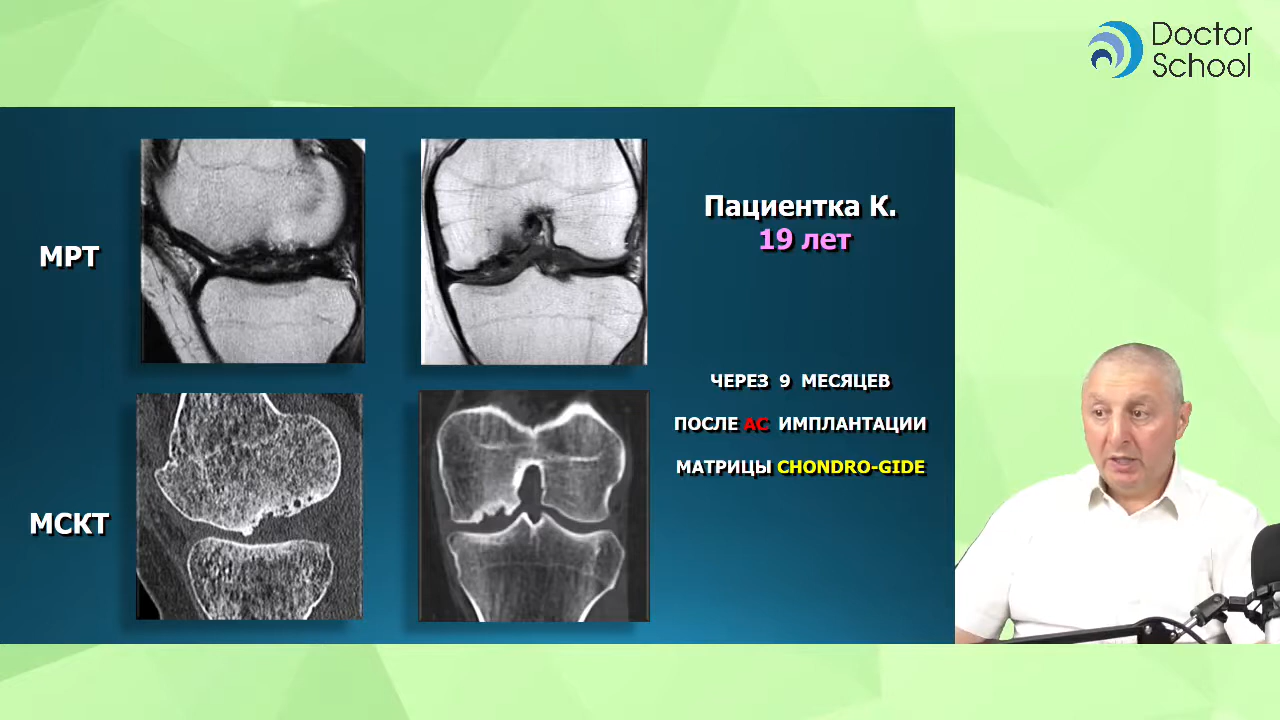 Doctor
School
МРТ
Пациентка К.
19 лет
ЧЕРЕЗ 9 МЕСЯЦЕВ
ПОСЛЕ АС ИМПЛАНТАЦИИ
МАТРИЦЫ CHONDRO-GIDE
МСКТ